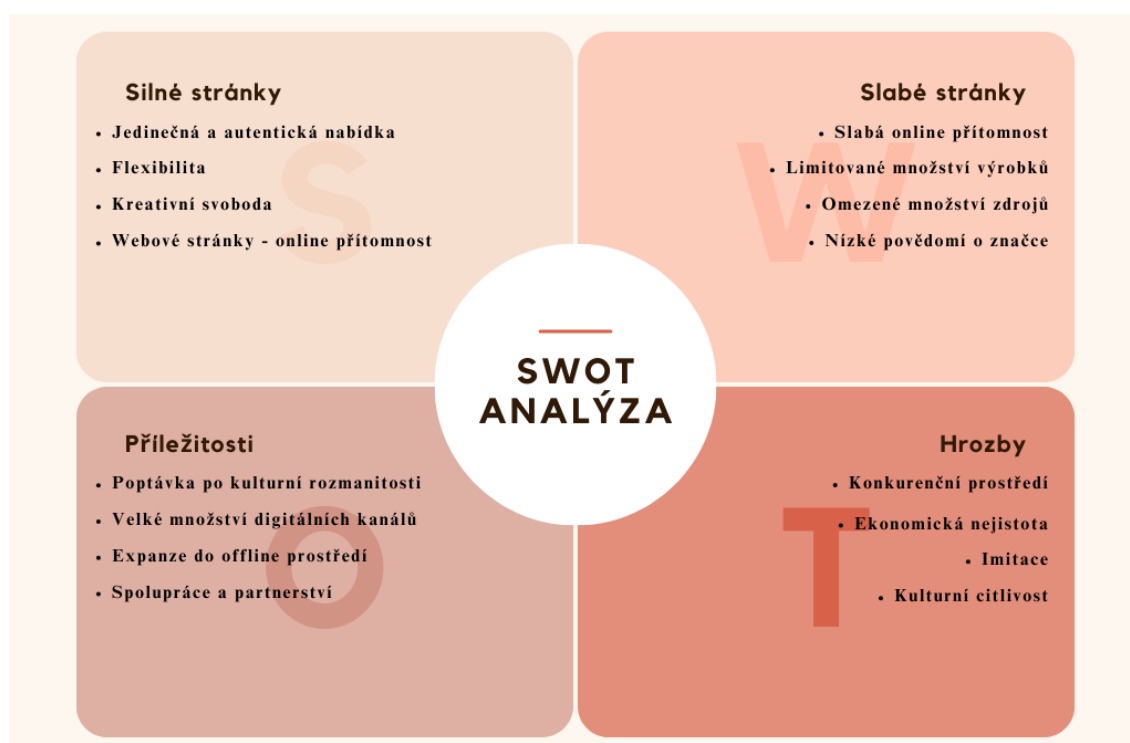 Silné stránky
• Jedinečná a autentická nabídka
• Flexibilita
• Kreativní svoboda
• Webové stránky - online přítomnost
S
Slabé stránky
• Slabá online přítomnost
• Limitované množství výrobků
• Omezené množství zdrojů
• Nízké povědomí o značce
W
SWOT
ANALÝZA
Příležitosti
• Poptávka po kulturní rozmanitosti
• Velké množství digitálních kanálů
• Expanze do offline prostředí
• Spolupráce a partnerství
O
Hrozby
• Konkurenční prostředí
• Ekonomická nejistota
• Imitace
• Kulturní citlivost
T